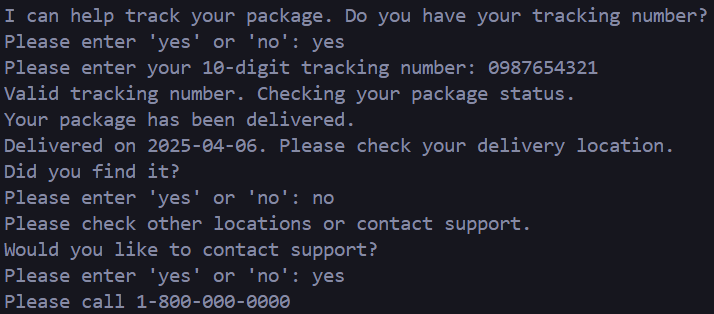 I can help track your package. Do you have your tracking number?
Please enter 'yes' or 'no': yes
Please enter your 10-digit tracking number: 0987654321
Valid tracking number. Checking your package status.
Your package has been delivered.
Delivered on 2025-04-06. Please check your delivery location.
Did you find it?
Please enter 'yes' or 'no': no
Please check other locations or contact support.
Would you like to contact support?
Please enter 'yes' or 'no': yes
Please call 1-800-000-0000